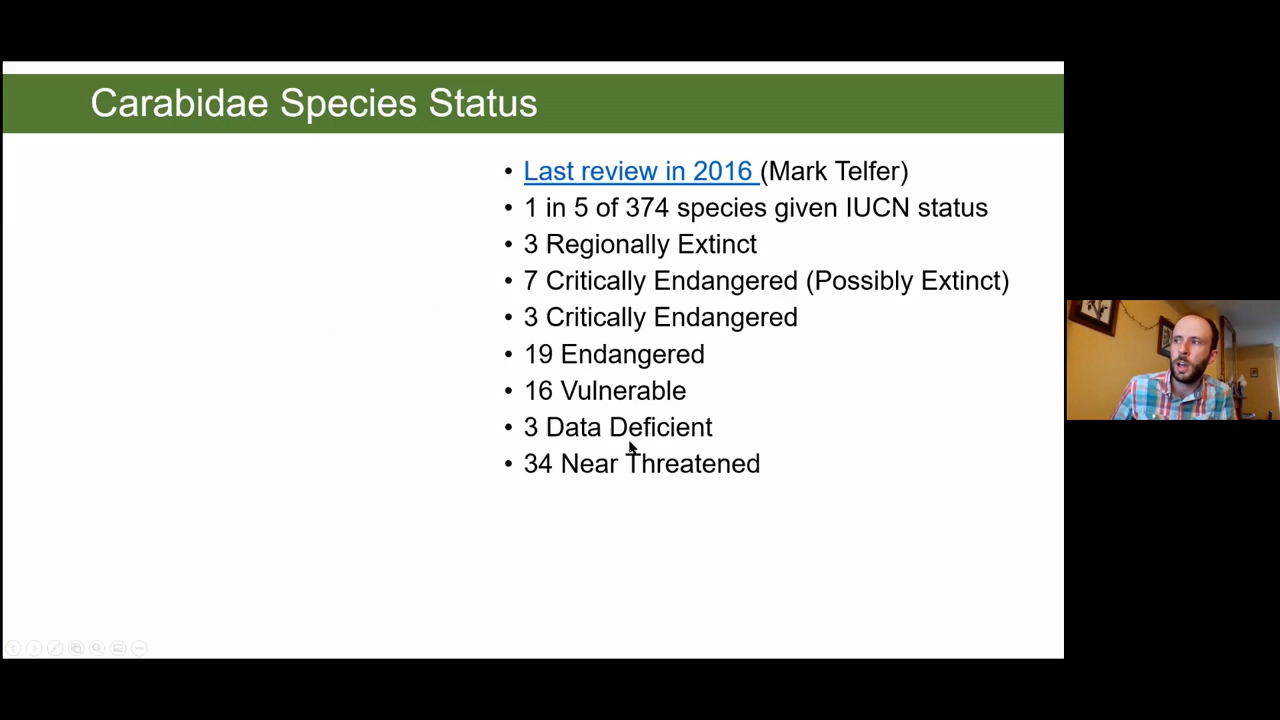 Carabidae Species Status
• Last review in 2016 (Mark Telfer)
• 1 in 5 of 374 species given IUCN status
• 3 Regionally Extinct
• 7 Critically Endangered (Possibly Extinct)
• 3 Critically Endangered
• 19 Endangered
• 16 Vulnerable
• 3 Data Deficient
• 34 Near Threatened